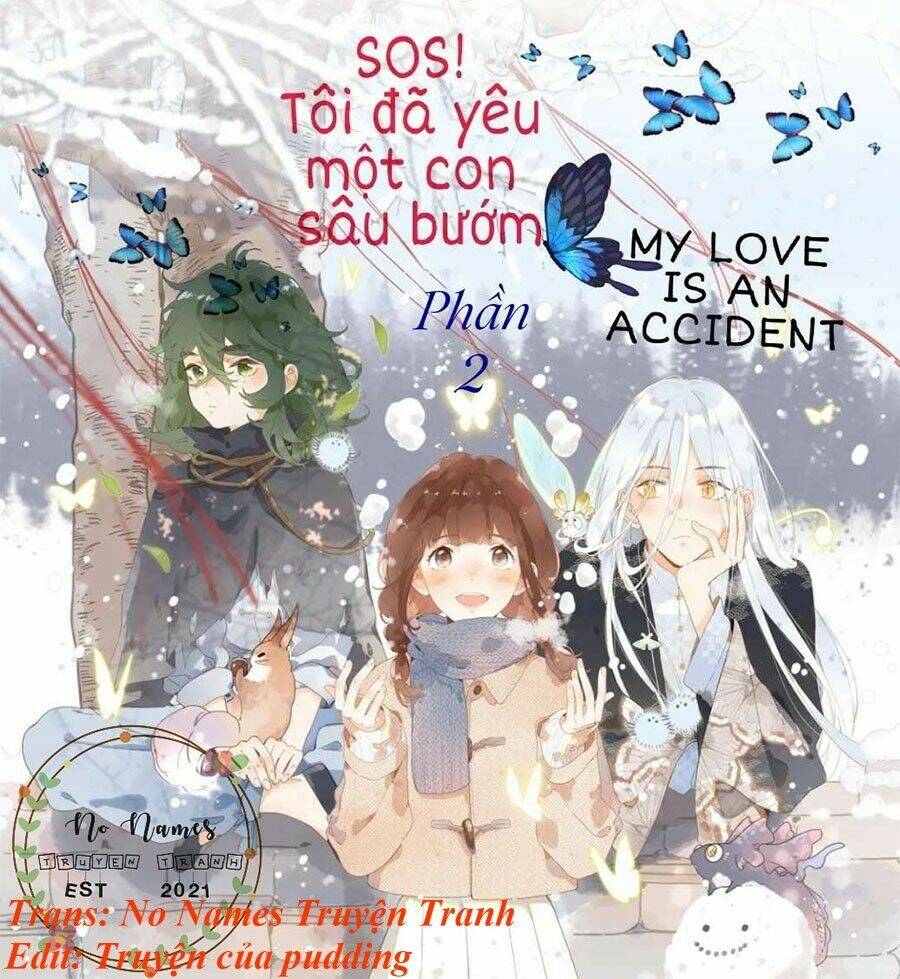 SOS!
Tôi đã yêu
một con
sâu bướm
MY LOVE
IS AN
ACCIDENT
Phần
2
No Names
TRUYEN TRANH
EST 2021
Trans: No Names Truyện Tranh
Edit: Truyện của pudding